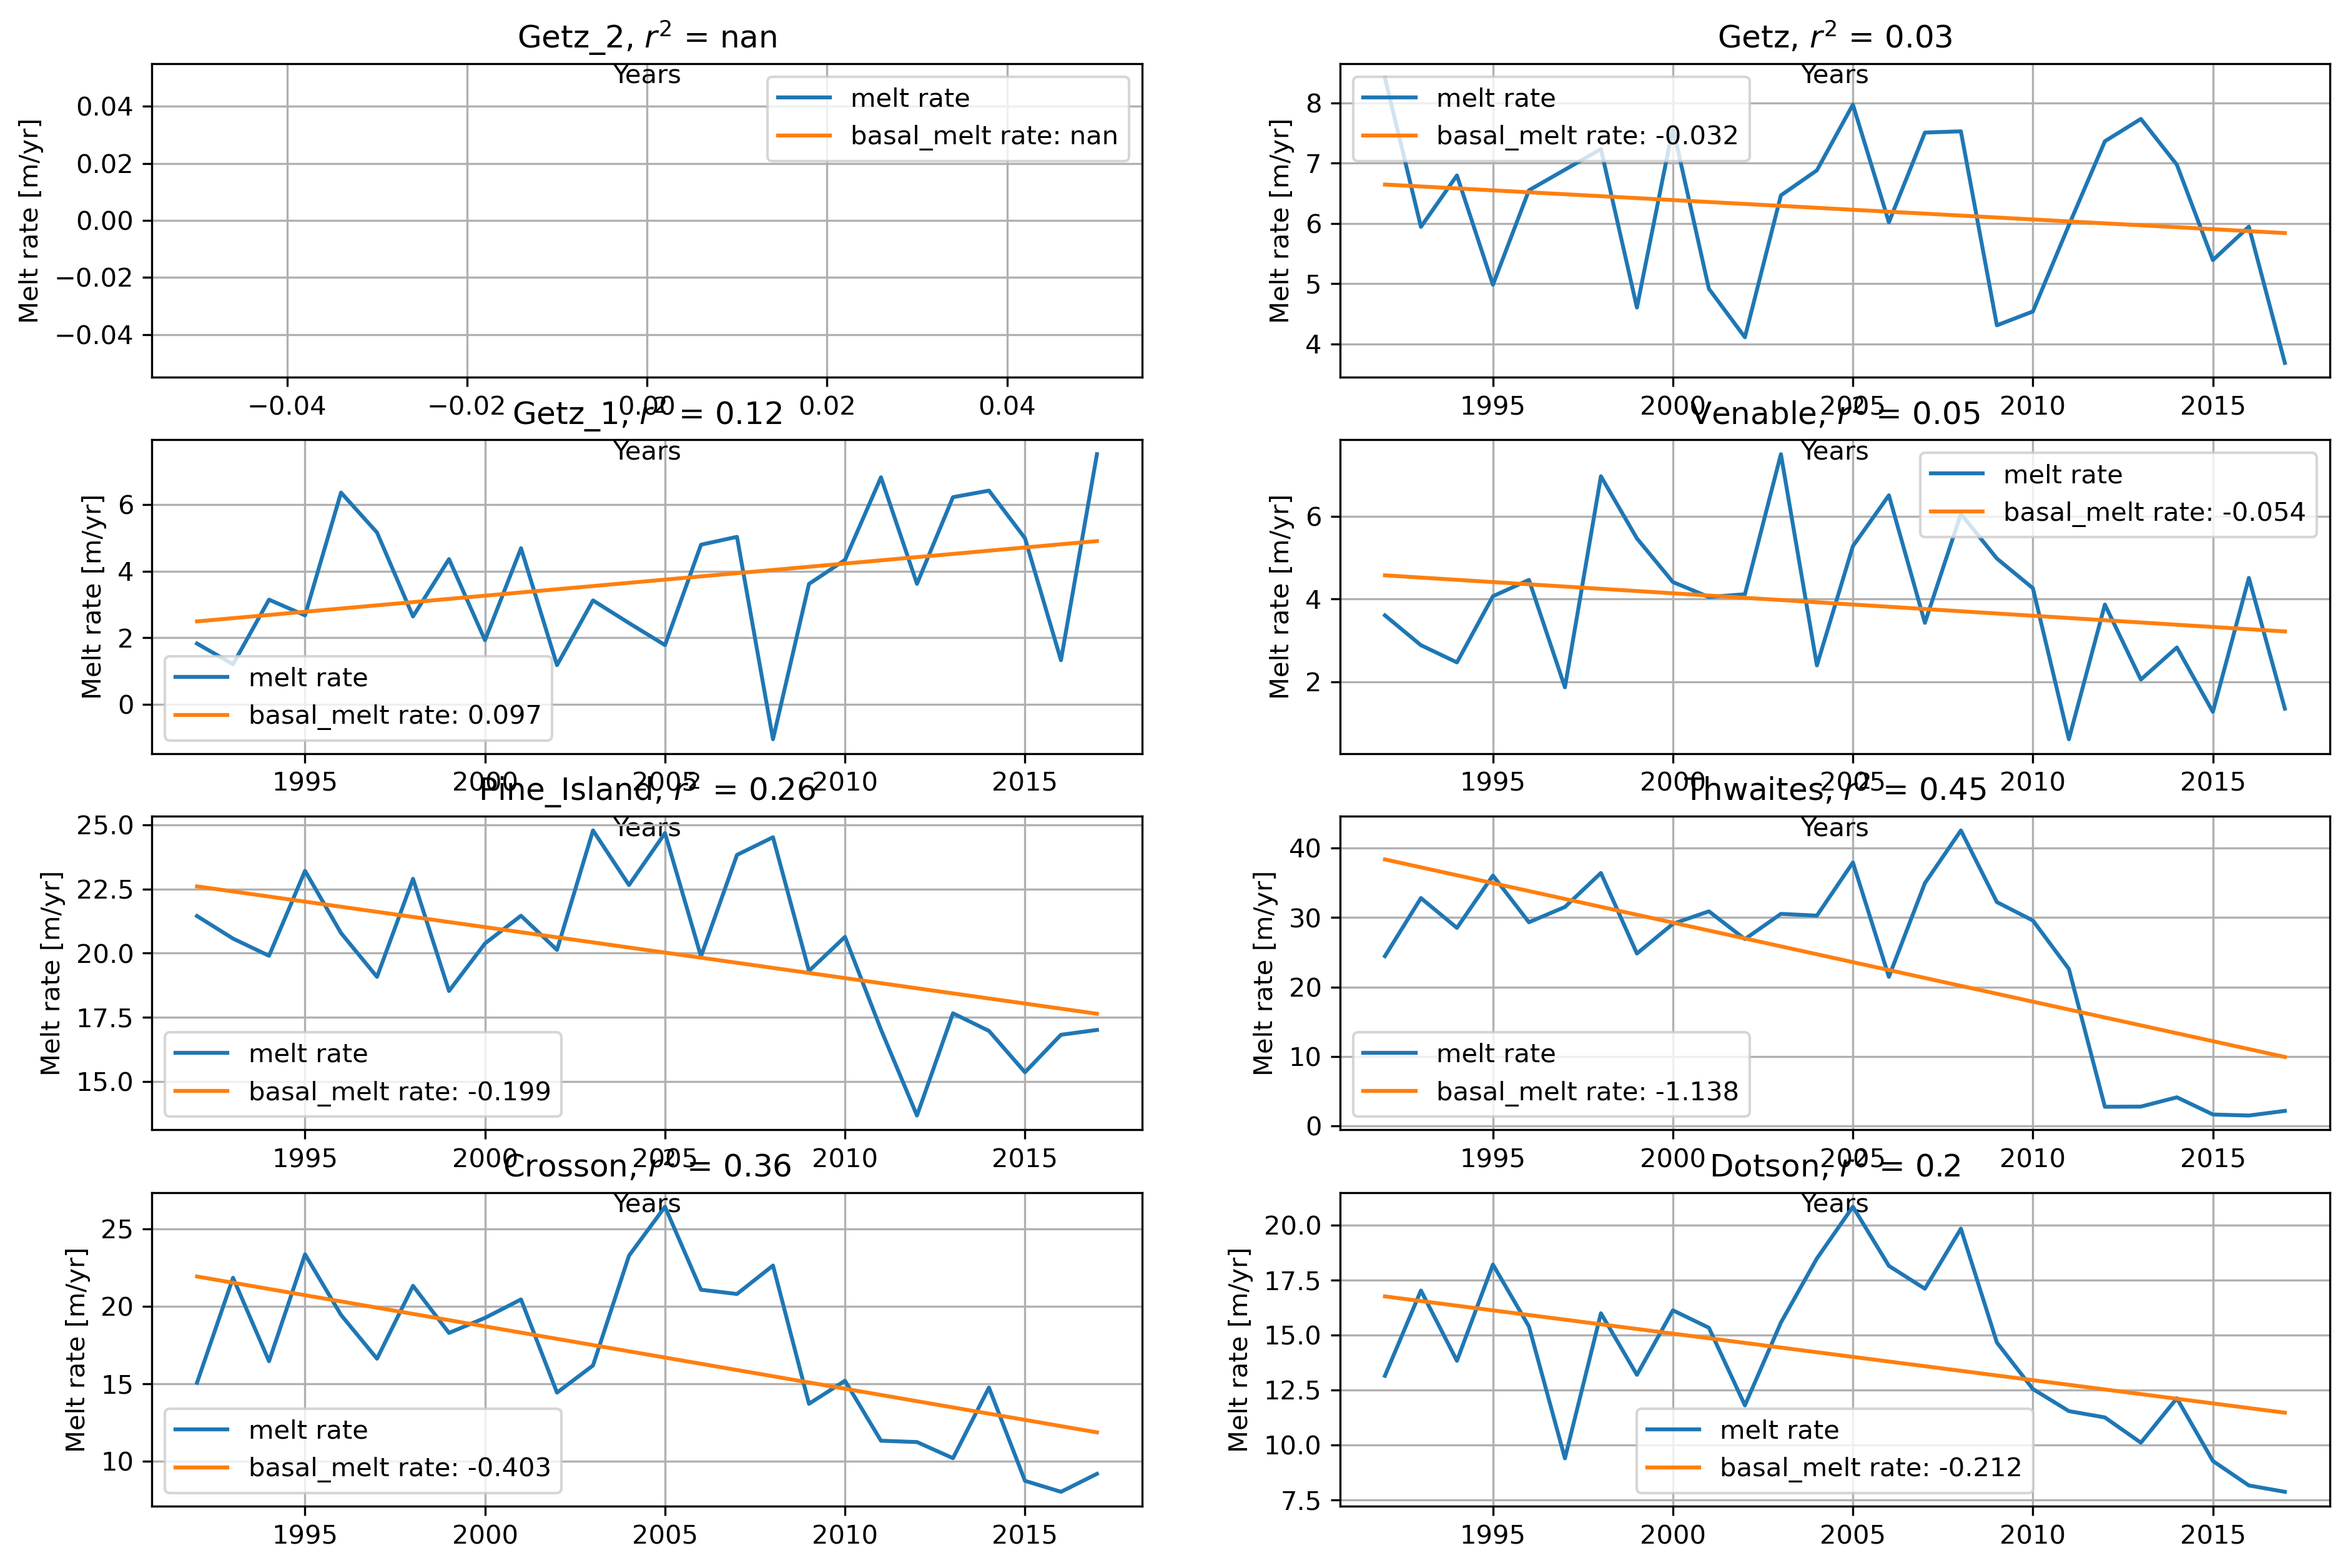 Getz_2, r² = nan
Years
Melt rate [m/yr]
0.04
0.02
0.00
−0.02
−0.04
melt rate
basal_melt rate: nan
−0.04 −0.02 0.00 0.02 0.04
Getz, r² = 0.03
Years
Melt rate [m/yr]
8
7
6
5
4
melt rate
basal_melt rate: -0.032
1995 2000 2005 2010 2015
Getz_1, r² = 0.12
Years
Melt rate [m/yr]
6
4
2
0
melt rate
basal_melt rate: 0.097
1995 2000 2005 2010 2015
Venable, r² = 0.05
Years
Melt rate [m/yr]
6
4
2
melt rate
basal_melt rate: -0.054
1995 2000 2005 2010 2015
Pine_Island, r² = 0.26
Years
Melt rate [m/yr]
25.0
22.5
20.0
17.5
15.0
melt rate
basal_melt rate: -0.199
1995 2000 2005 2010 2015
Thwaites, r² = 0.45
Years
Melt rate [m/yr]
40
30
20
10
0
melt rate
basal_melt rate: -1.138
1995 2000 2005 2010 2015
Crosson, r² = 0.36
Years
Melt rate [m/yr]
25
20
15
10
melt rate
basal_melt rate: -0.403
1995 2000 2005 2010 2015
Dotson, r² = 0.2
Years
Melt rate [m/yr]
20.0
17.5
15.0
12.5
10.0
7.5
melt rate
basal_melt rate: -0.212
1995 2000 2005 2010 2015